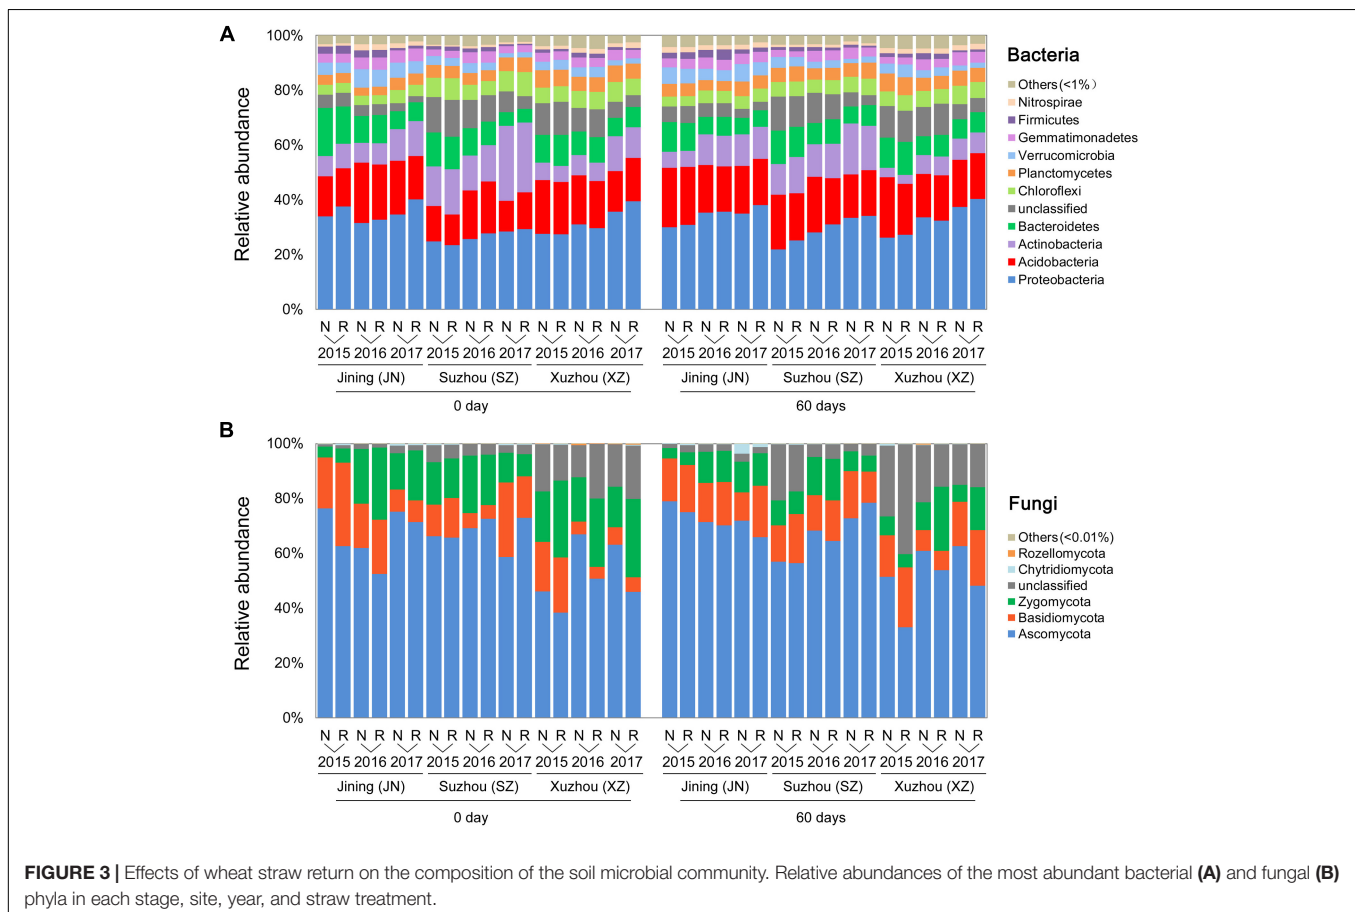 A
Relative abundance
100%
80%
60%
40%
20%
0%
N R N R N R N R N R N R N R N R N R N R N R N R N R N R N R N R N R N R
2015 2016 2017 2015 2016 2017 2015 2016 2017 2015 2016 2017 2015 2016 2017 2015 2016 2017
Jining (JN) Suzhou (SZ) Xuzhou (XZ) Jining (JN) Suzhou (SZ) Xuzhou (XZ)
0 day 60 days
Bacteria
Others(<1%)
Nitrospirae
Firmicutes
Gemmatimonadetes
Verrucomicrobia
Planctomycetes
Chloroflexi
unclassified
Bacteroidetes
Actinobacteria
Acidobacteria
Proteobacteria
B
Relative abundance
100%
80%
60%
40%
20%
0%
N R N R N R N R N R N R N R N R N R N R N R N R N R N R N R N R N R N R
2015 2016 2017 2015 2016 2017 2015 2016 2017 2015 2016 2017 2015 2016 2017 2015 2016 2017
Jining (JN) Suzhou (SZ) Xuzhou (XZ) Jining (JN) Suzhou (SZ) Xuzhou (XZ)
0 day 60 days
Fungi
Others(<0.01%)
Rozellomycota
Chytridiomycota
unclassified
Zygomycota
Basidiomycota
Ascomycota
FIGURE 3 | Effects of wheat straw return on the composition of the soil microbial community. Relative abundances of the most abundant bacterial (A) and fungal (B)
phyla in each stage, site, year, and straw treatment.